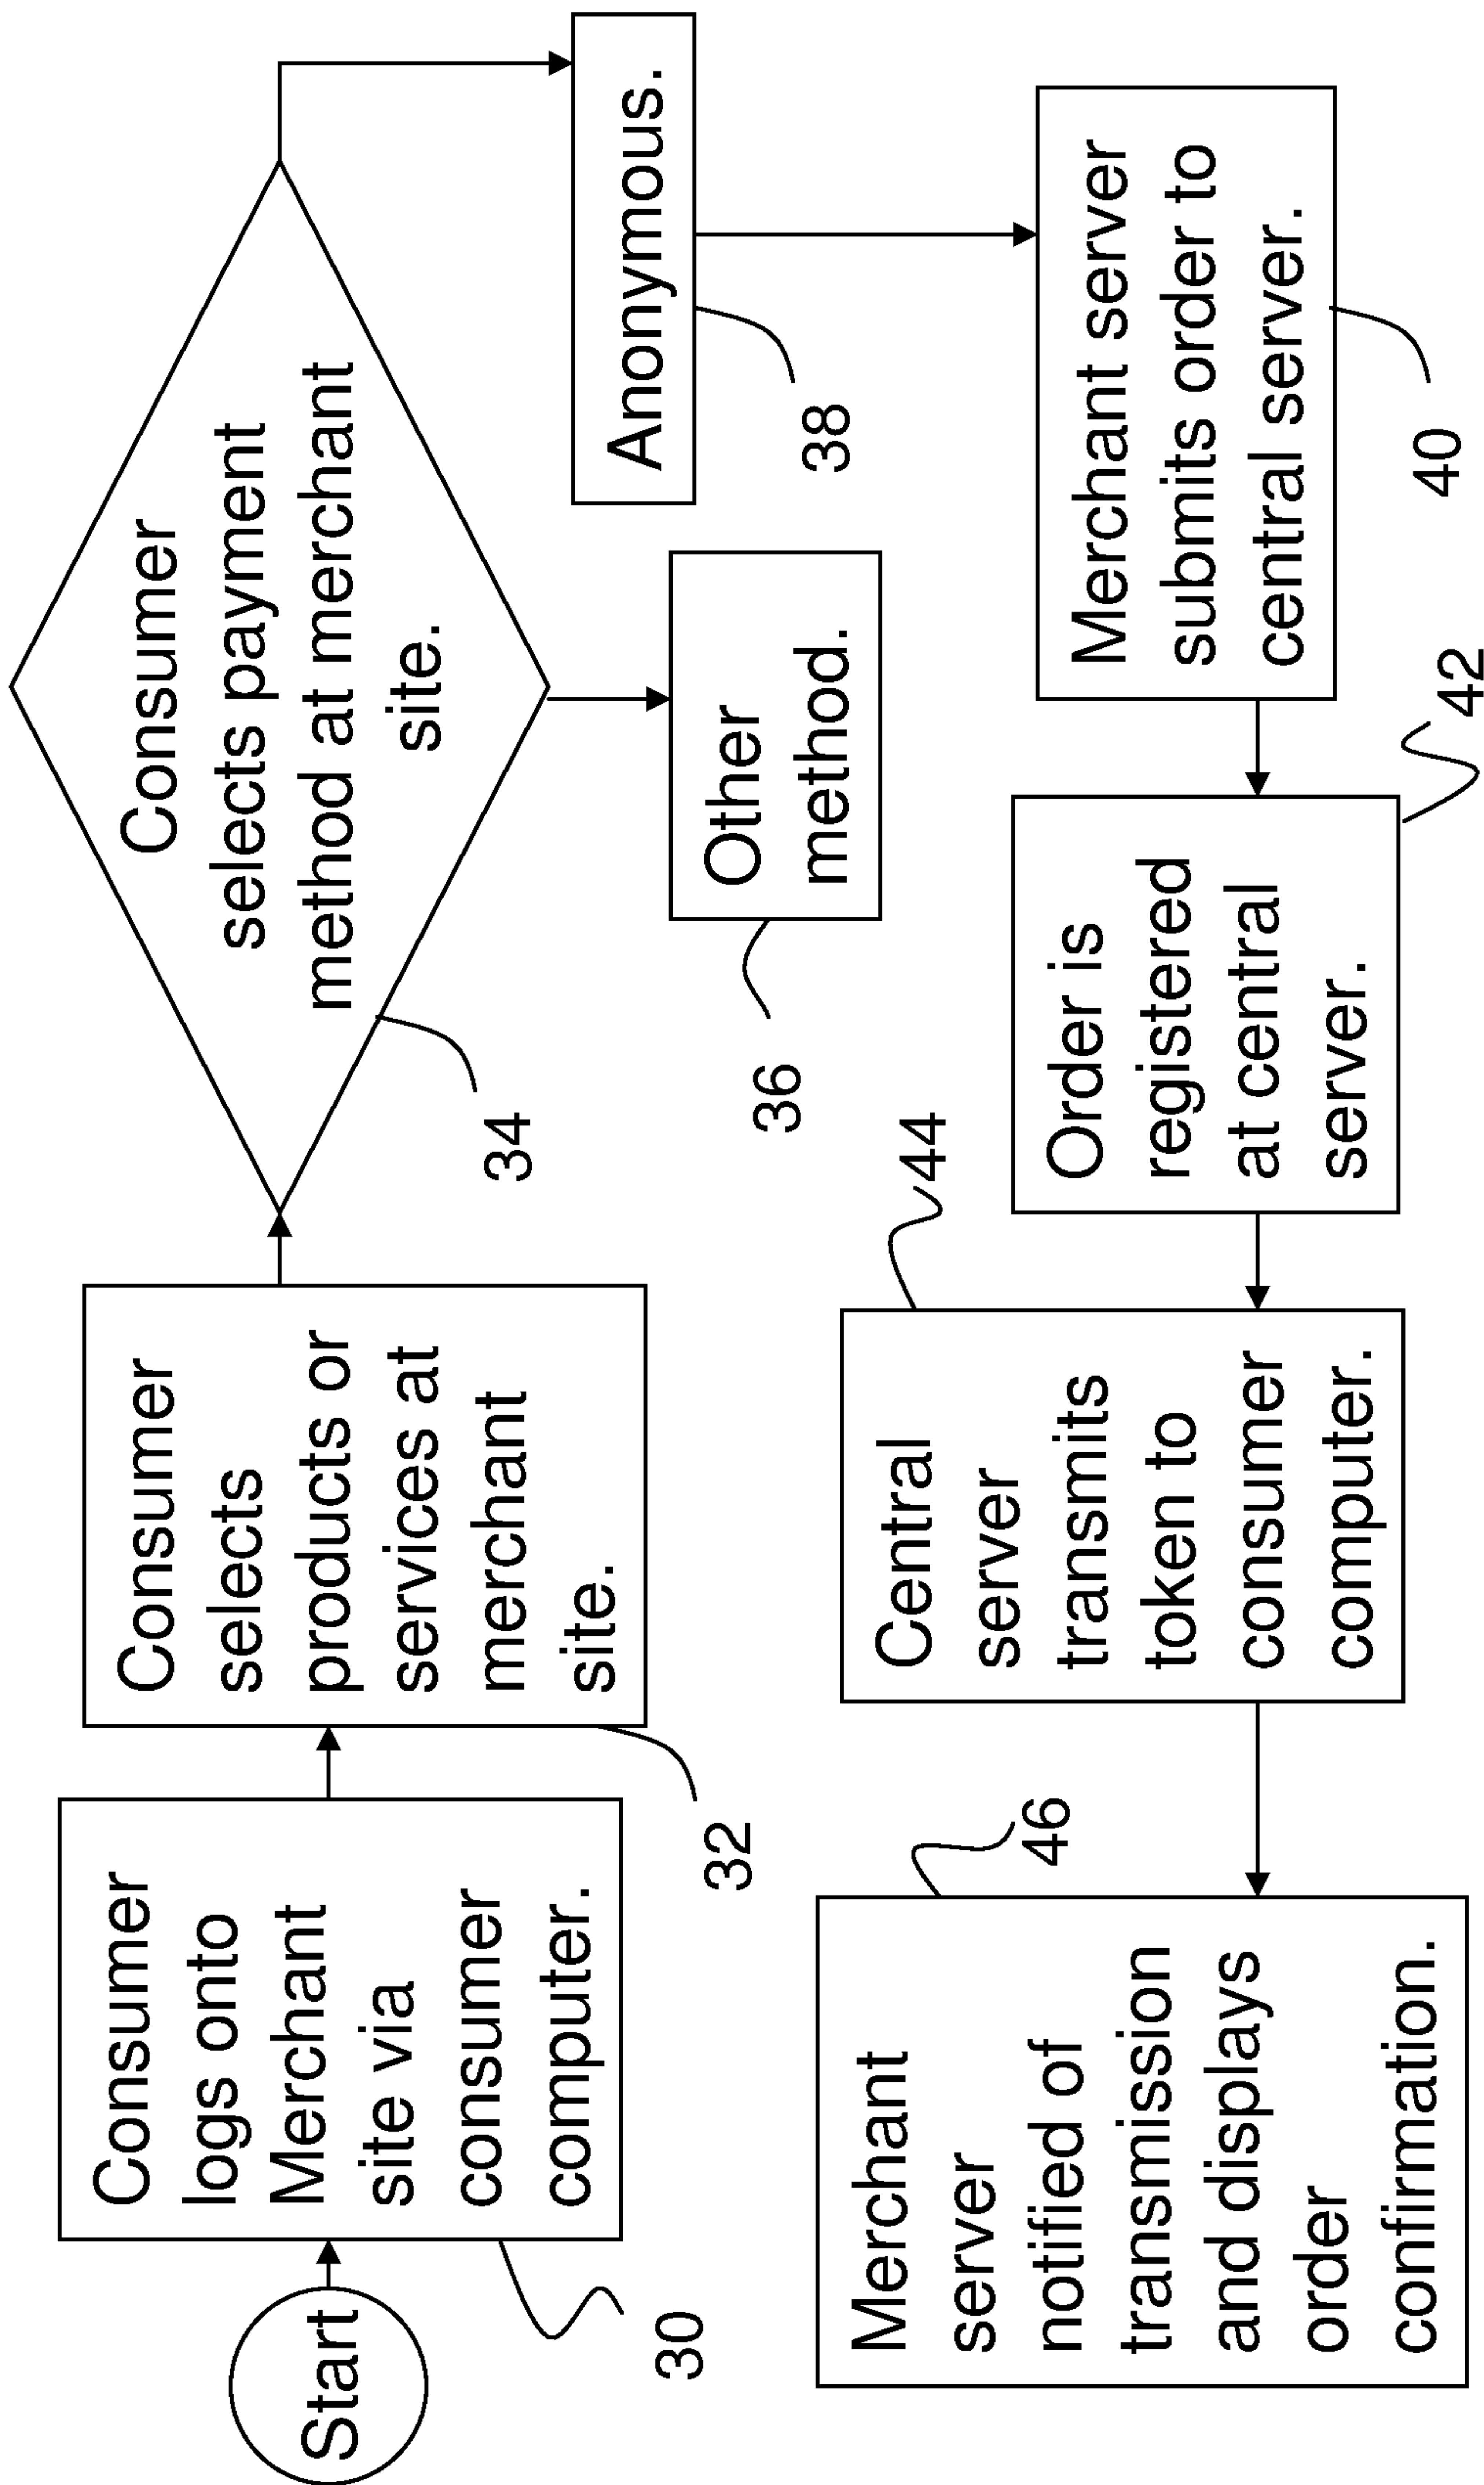 Start
Consumer
logs onto
Merchant
site via
consumer
computer.
30
Consumer
selects
products or
services at
merchant
site.
32
Consumer
selects payment
method at merchant
site.
34
Other
method.
36
Anonymous.
38
Merchant server
submits order to
central server.
40
Order is
registered
at central
server.
42
Central
server
transmits
token to
consumer
computer.
44
Merchant
server
notified of
transmission
and displays
order
confirmation.
46